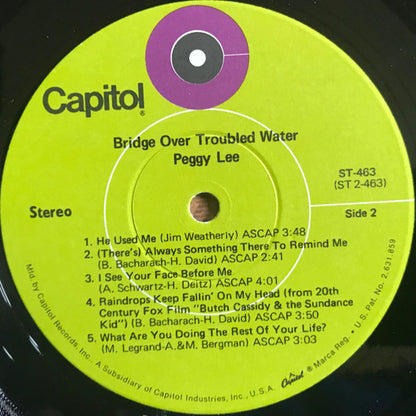 Capitol®
Bridge Over Troubled Water
Peggy Lee
ST-463
(ST 2-463)
Stereo
Side 2
1. He Used Me (Jim Weatherly) ASCAP 3:48
2. (There's) Always Something There To Remind Me
(B. Bacharach-H. David) ASCAP 2:41
3. I See Your Face Before Me
(A. Schwartz-H. Deitz) ASCAP 4:01
4. Raindrops Keep Fallin' On My Head (from 20th
Century Fox Film "Butch Cassidy & the Sundance
Kid") (B. Bacharach-H. David) ASCAP 3:50
5. What Are You Doing The Rest Of Your Life?
(M. Legrand-A.&M. Bergman) ASCAP 3:03
Mfd. by Capitol Records, Inc., A Subsidiary of Capitol Industries, Inc., U.S.A. Capitol ® Marca Reg. • U.S. Pat. No. 2,631,859